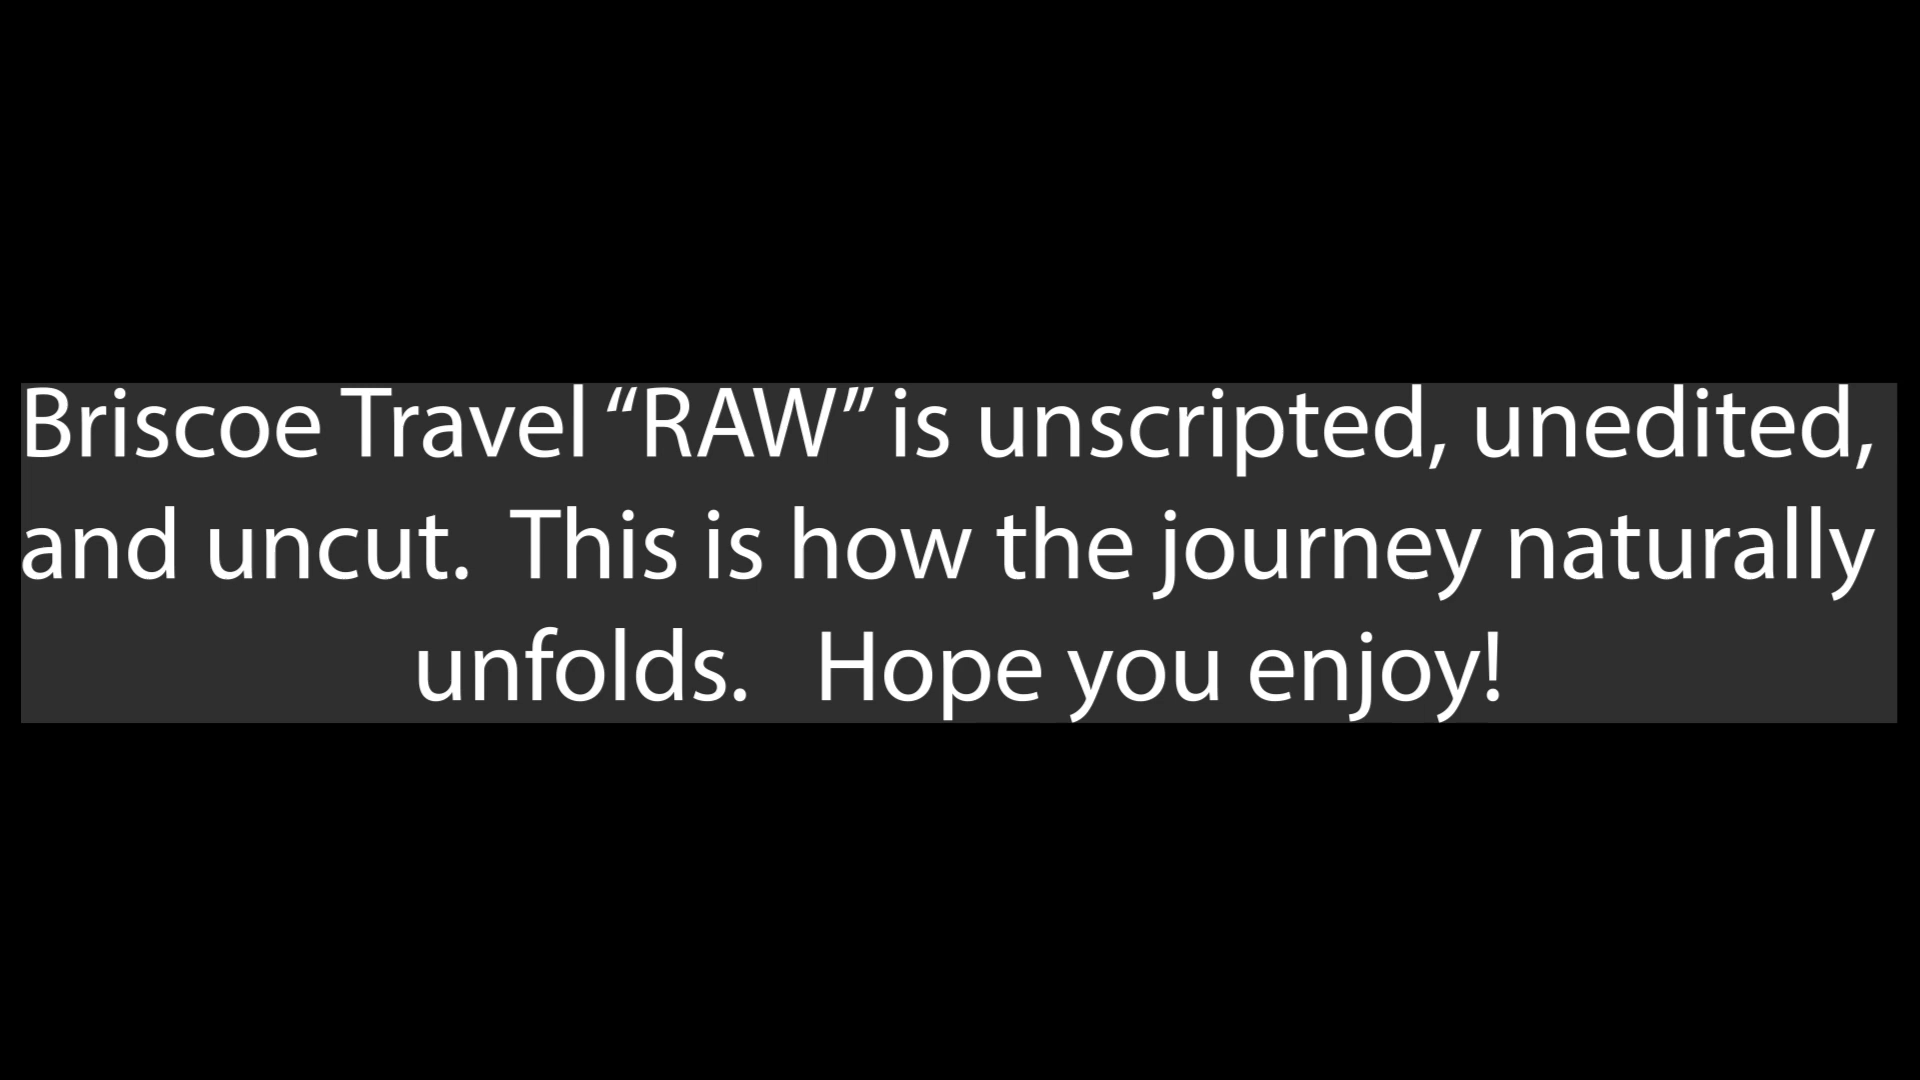 Briscoe Travel “RAW” is unscripted, unedited,
and uncut.  This is how the journey naturally
unfolds.   Hope you enjoy!